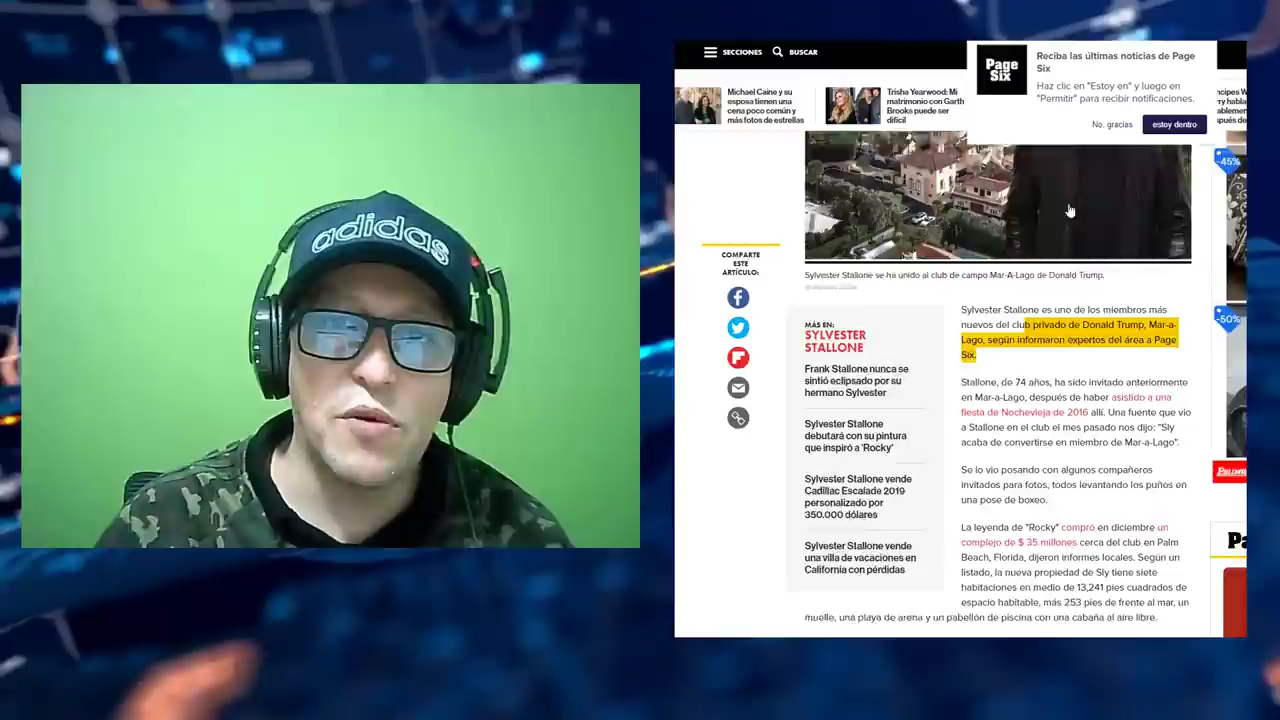 adidas
SECCIONES
BUSCAR
Page
Six
Reciba las últimas noticias de Page
Six
Haz clic en "Estoy en" y luego en
"Permitir" para recibir notificaciones.
No, gracias
estoy dentro
Michael Caine y su
esposa tienen una
cena poco común y
más fotos de estrellas
Trisha Yearwood: Mi
matrimonio con Garth
Brooks puede ser
difícil
-45%
COMPARTE
ESTE
ARTÍCULO:
Sylvester Stallone se ha unido al club de campo Mar-A-Lago de Donald Trump.
MÁS EN:
SYLVESTER
STALLONE
Frank Stallone nunca se
sintió eclipsado por su
hermano Sylvester
Sylvester Stallone
debutará con su pintura
que inspiró a 'Rocky'
Sylvester Stallone vende
Cadillac Escalade 2019
personalizado por
350.000 dólares
Sylvester Stallone vende
una villa de vacaciones en
California con pérdidas
Sylvester Stallone es uno de los miembros más
nuevos del club privado de Donald Trump, Mar-a-
Lago, según informaron expertos del área a Page
Six.
Stallone, de 74 años, ha sido invitado anteriormente
en Mar-a-Lago, después de haber asistido a una
fiesta de Nochevieja de 2016 allí. Una fuente que vio
a Stallone en el club el mes pasado nos dijo: "Sly
acaba de convertirse en miembro de Mar-a-Lago".
Se lo vio posando con algunos compañeros
invitados para fotos, todos levantando los puños en
una pose de boxeo.
La leyenda de "Rocky" compró en diciembre un
complejo de $ 35 millones cerca del club en Palm
Beach, Florida, dijeron informes locales. Según un
listado, la nueva propiedad de Sly tiene siete
habitaciones en medio de 13,241 pies cuadrados de
espacio habitable, más 253 pies de frente al mar, un
muelle, una playa de arena y un pabellón de piscina con una cabaña al aire libre.
-50%